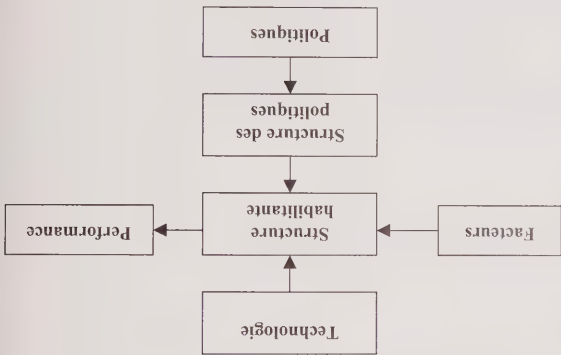 Technologie
Facteurs
Structure
habilitante
Performance
Structure des
politiques
Politiques